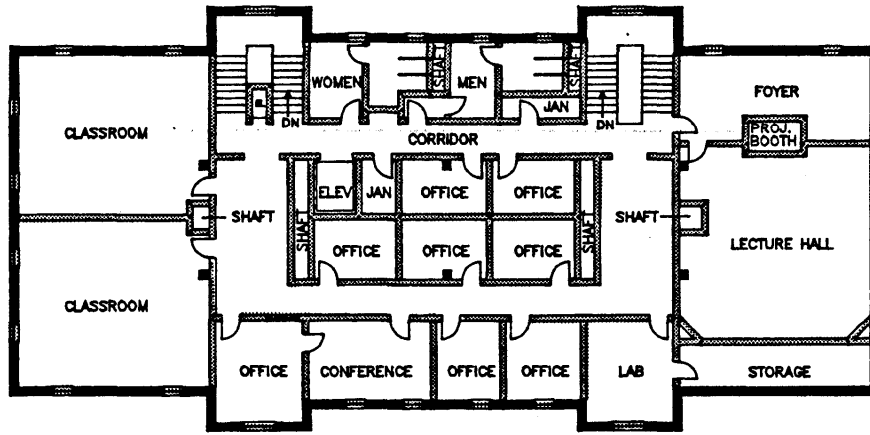 WOMEN
SHAFT
MEN
SHAFT
JAN
DN
DN
FOYER
CLASSROOM
CORRIDOR
PROJ.
BOOTH
ELEV
JAN
OFFICE
OFFICE
SHAFT
SHAFT
SHAFT
SHAFT
OFFICE
OFFICE
OFFICE
LECTURE HALL
CLASSROOM
OFFICE
CONFERENCE
OFFICE
OFFICE
LAB
STORAGE